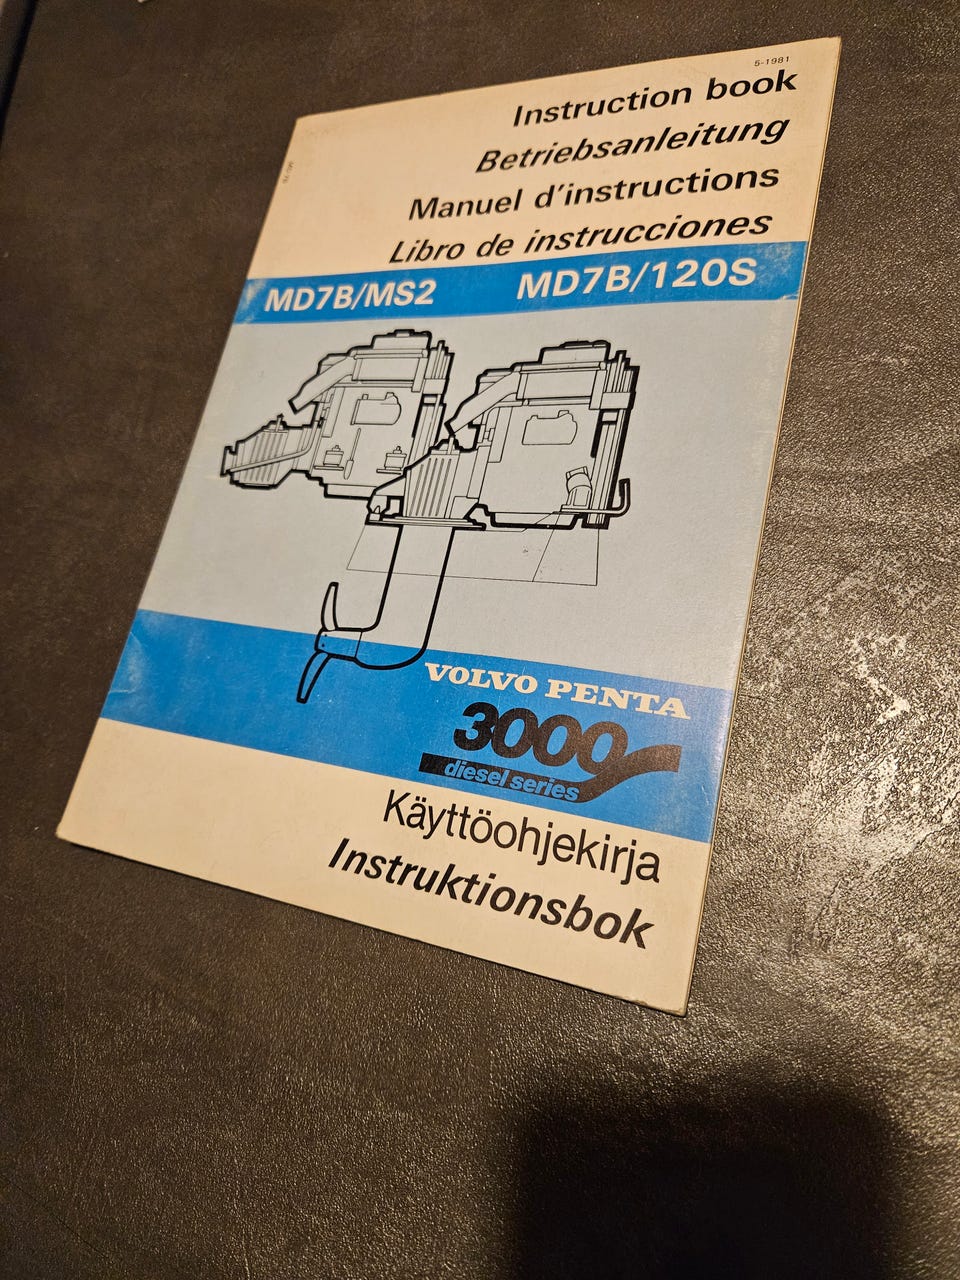 5-1981
Instruction book
Betriebsanleitung
Manuel d'instructions
Libro de instrucciones
MD7B/MS2 MD7B/120S
VOLVO PENTA
3000
diesel series
Käyttöohjekirja
Instruktionsbok